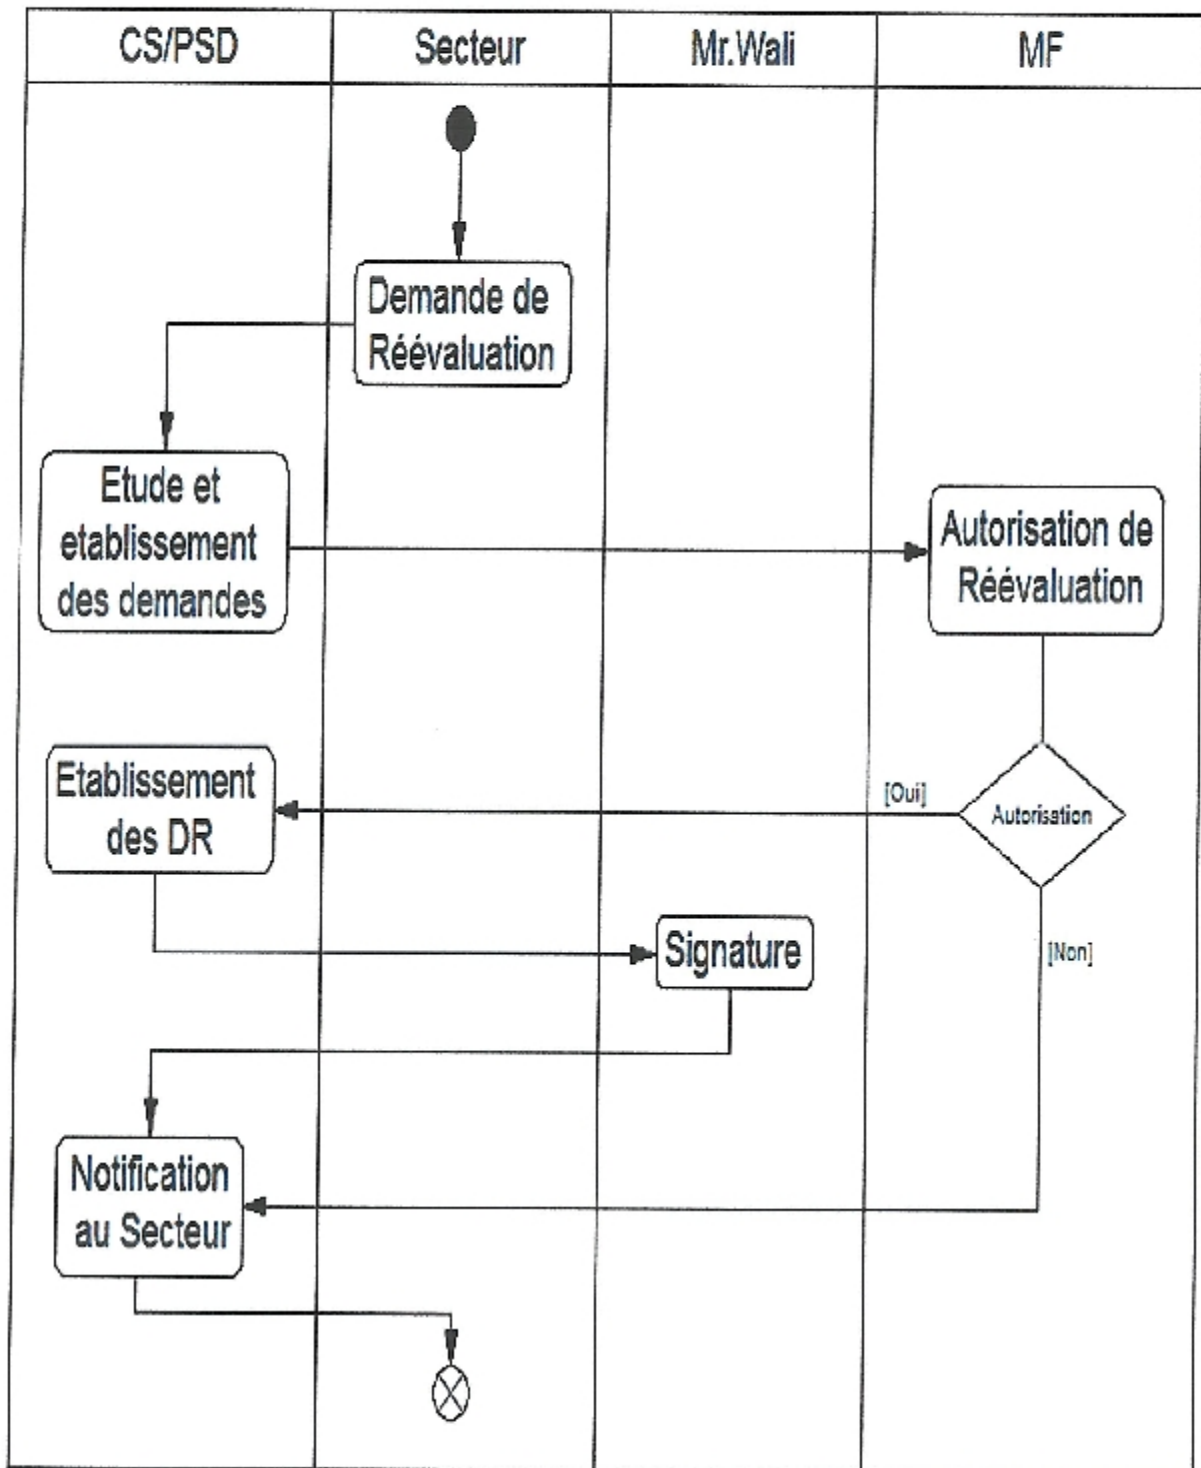 CS/PSD
Secteur
Mr.Wali
MF
Demande de
Réévaluation
Etude et
etablissement
des demandes
Autorisation de
Réévaluation
Etablissement
des DR
[Oui]
Autorisation
Signature
[Non]
Notification
au Secteur